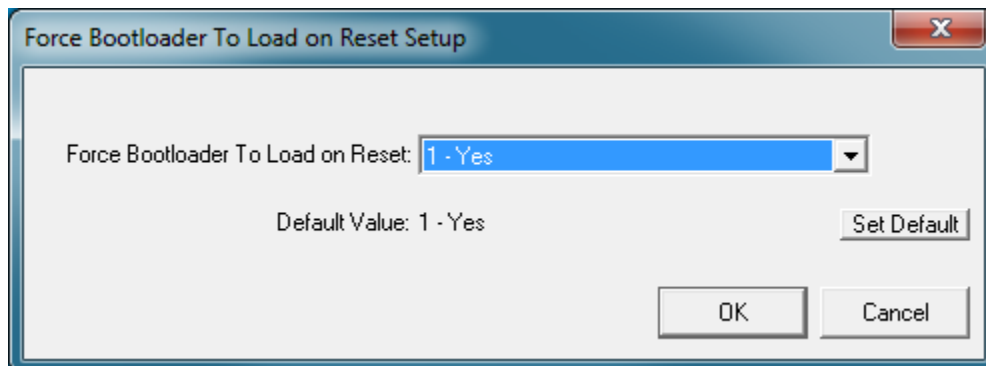 Force Bootloader To Load on Reset Setup
Force Bootloader To Load on Reset: 1 - Yes
Default Value: 1 - Yes
Set Default
OK
Cancel